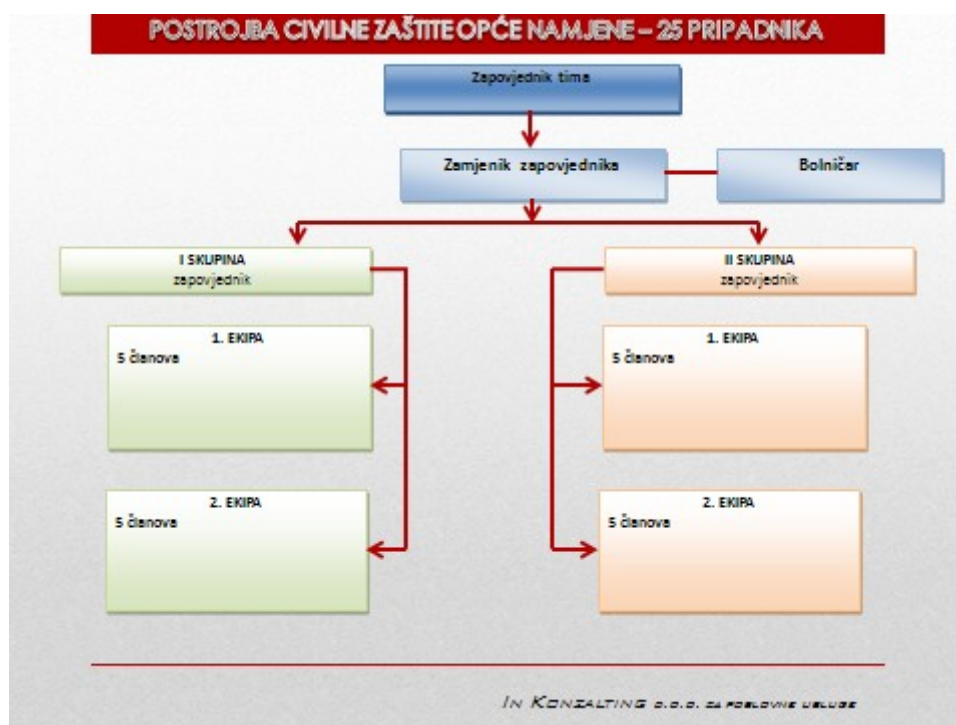 POSTROJBA CIVILNE ZAŠTITE OPĆE NAMJENE – 25 PRIPADNIKA
Zapovjednik tima
Zamjenik zapovjednika
Bolničar
I SKUPINA
zapovjednik
1. EKIPA
5 članova
2. EKIPA
5 članova
II SKUPINA
zapovjednik
1. EKIPA
5 članova
2. EKIPA
5 članova
IN KONZALTING D.O.O. ZA POSLOVNE USLUGE